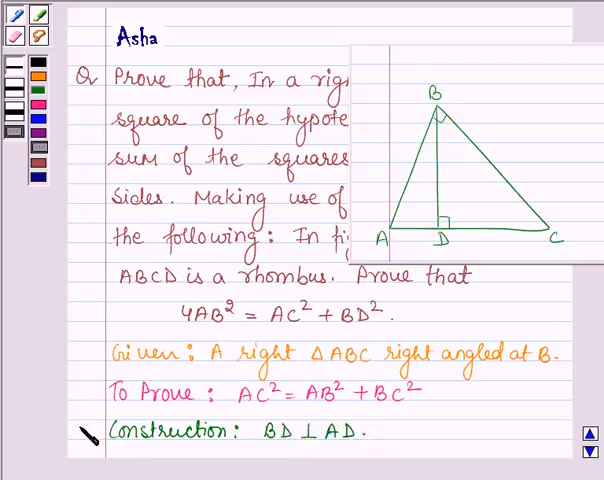 Asha
Q Prove that, In a rig
square of the hypote
sum of the squares
Sides. Making use of
the following: In fi
ABCD is a rhombus. Prove that
4AB² = AC² + BD².
Given: A right Δ ABC right angled at B.
To Prove: AC² = AB² + BC²
Construction: BD ⊥ AD.
B
A
D
C